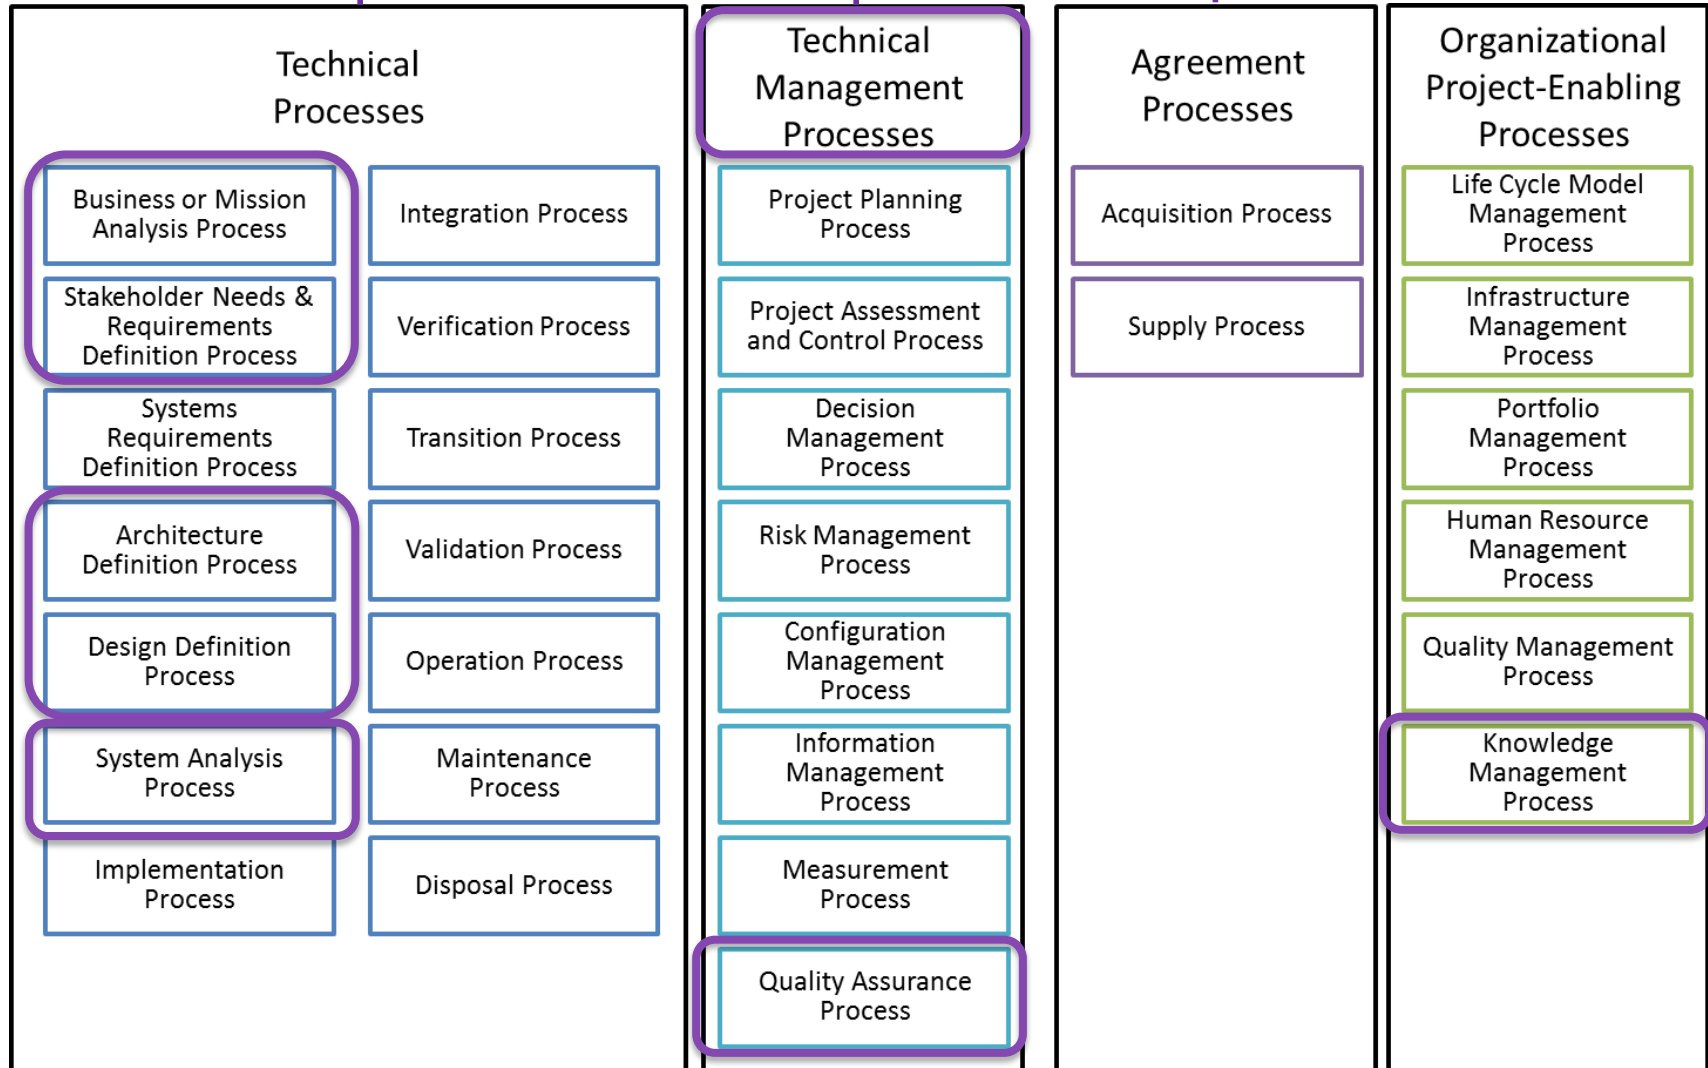 Technical
Processes
Business or Mission
Analysis Process
Stakeholder Needs &
Requirements
Definition Process
Systems
Requirements
Definition Process
Architecture
Definition Process
Design Definition
Process
System Analysis
Process
Implementation
Process
Integration Process
Verification Process
Transition Process
Validation Process
Operation Process
Maintenance
Process
Disposal Process
Technical
Management
Processes
Project Planning
Process
Project Assessment
and Control Process
Decision
Management
Process
Risk Management
Process
Configuration
Management
Process
Information
Management
Process
Measurement
Process
Quality Assurance
Process
Agreement
Processes
Acquisition Process
Supply Process
Organizational
Project-Enabling
Processes
Life Cycle Model
Management
Process
Infrastructure
Management
Process
Portfolio
Management
Process
Human Resource
Management
Process
Quality Management
Process
Knowledge
Management
Process